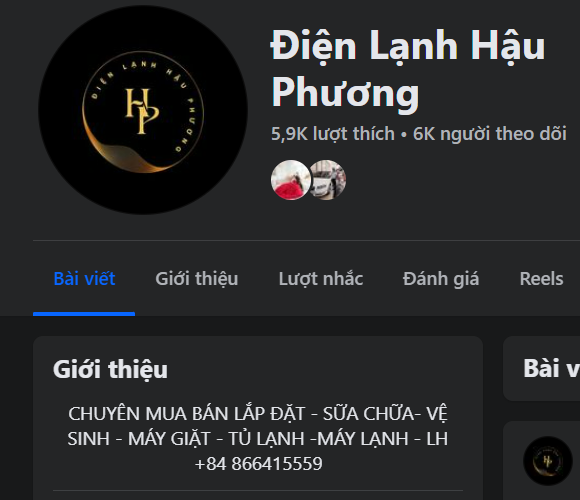 ĐIỆN LẠNH HẬU PHƯƠNG
HP
Điện Lạnh Hậu
Phương
5,9K lượt thích • 6K người theo dõi
Bài viết
Giới thiệu
Lượt nhắc
Đánh giá
Reels
Giới thiệu
CHUYÊN MUA BÁN LẮP ĐẶT - SỮA CHỮA- VỆ
SINH - MÁY GIẶT - TỦ LẠNH -MÁY LẠNH - LH
+84 866415559
Bài v